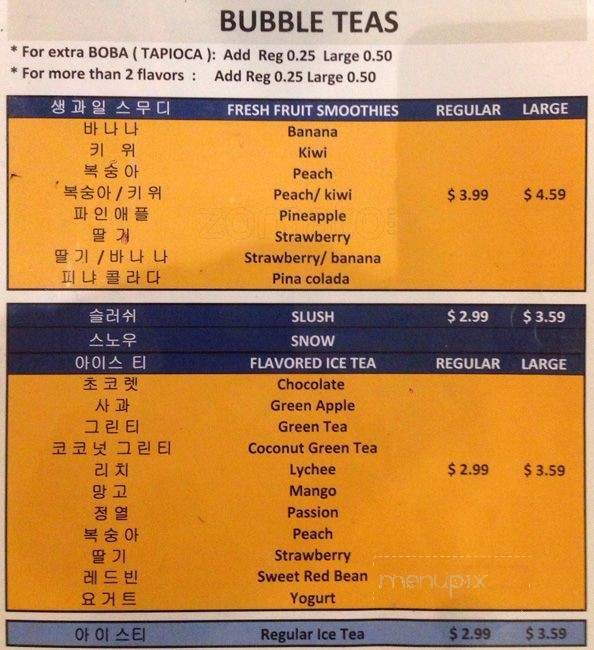 BUBBLE TEAS
* For extra BOBA ( TAPIOCA ): Add Reg 0.25 Large 0.50
* For more than 2 flavors : Add Reg 0.25 Large 0.50
생과일 스무디 FRESH FRUIT SMOOTHIES REGULAR LARGE
바나나 Banana
키 위 Kiwi
복숭아 Peach
복숭아 / 키위 Peach/ kiwi $ 3.99 $ 4.59
파인애플 Pineapple
딸기 Strawberry
딸기 / 바나나 Strawberry/ banana
피냐 콜라다 Pina colada
슬러쉬 SLUSH $ 2.99 $ 3.59
스노우 SNOW
아이스 티 FLAVORED ICE TEA REGULAR LARGE
초코렛 Chocolate
사과 Green Apple
그린티 Green Tea
코코넛 그린티 Coconut Green Tea
리치 Lychee $ 2.99 $ 3.59
망고 Mango
정열 Passion
복숭아 Peach
딸기 Strawberry
레드빈 Sweet Red Bean
menupix
요거트 Yogurt
아이스티 Regular Ice Tea $ 2.99 $ 3.59